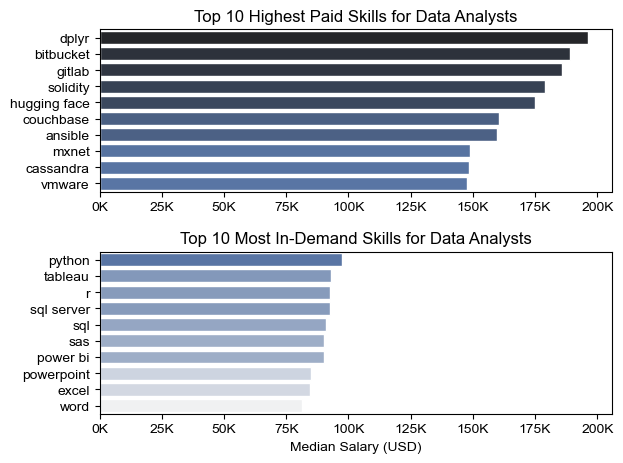 Top 10 Highest Paid Skills for Data Analysts
dplyr
bitbucket
gitlab
solidity
hugging face
couchbase
ansible
mxnet
cassandra
vmware
0K 25K 50K 75K 100K 125K 150K 175K 200K
Top 10 Most In-Demand Skills for Data Analysts
python
tableau
r
sql server
sql
sas
power bi
powerpoint
excel
word
0K 25K 50K 75K 100K 125K 150K 175K 200K
Median Salary (USD)